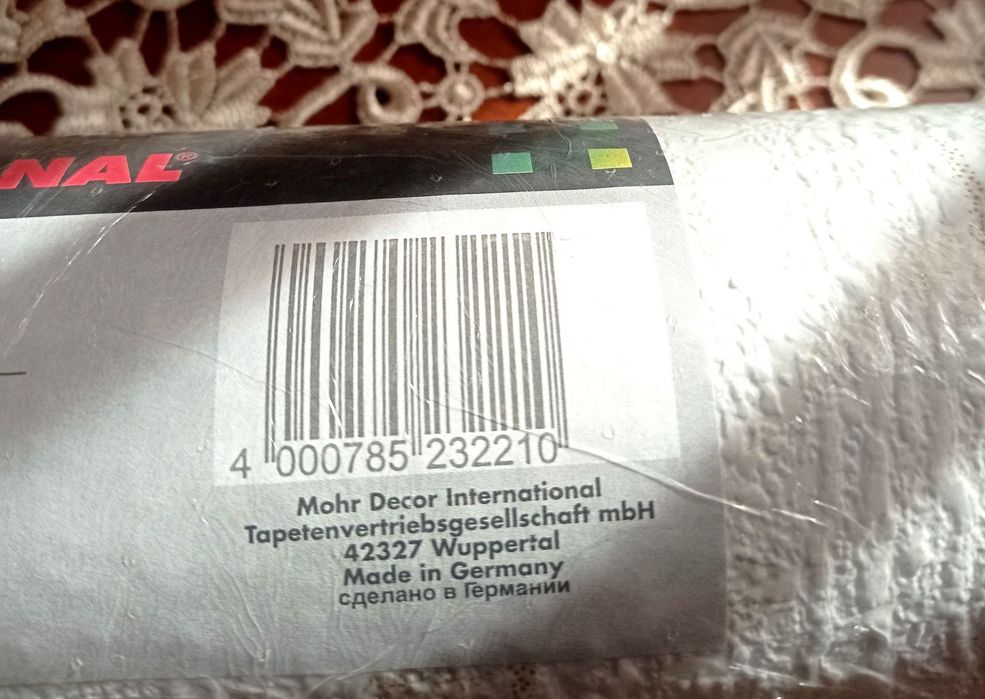 NAL®
4 000785 232210
Mohr Decor International
Tapetenvertriebsgesellschaft mbH
42327 Wuppertal
Made in Germany
сделано в Германии